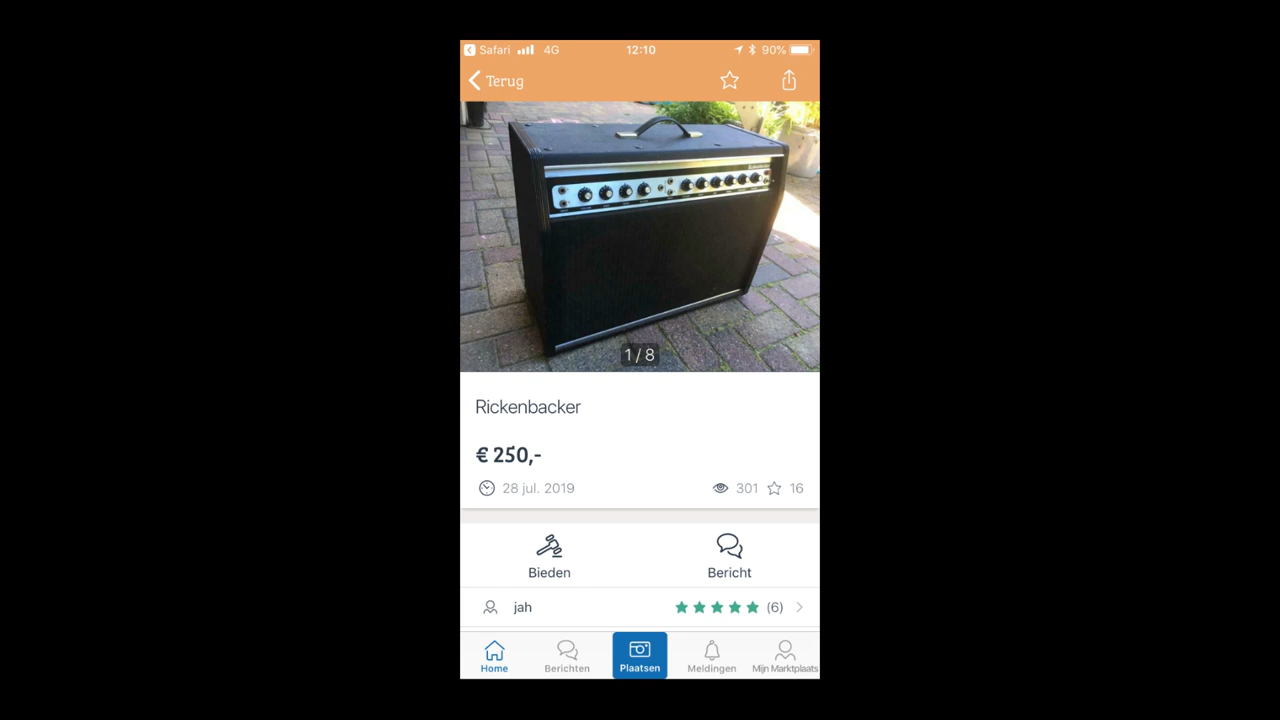 Safari 4G 12:10 90%
Terug
1 / 8
Rickenbacker
€ 250,-
28 jul. 2019 301 16
Bieden Bericht
jah (6)
Home Berichten Plaatsen Meldingen Mijn Marktplaats